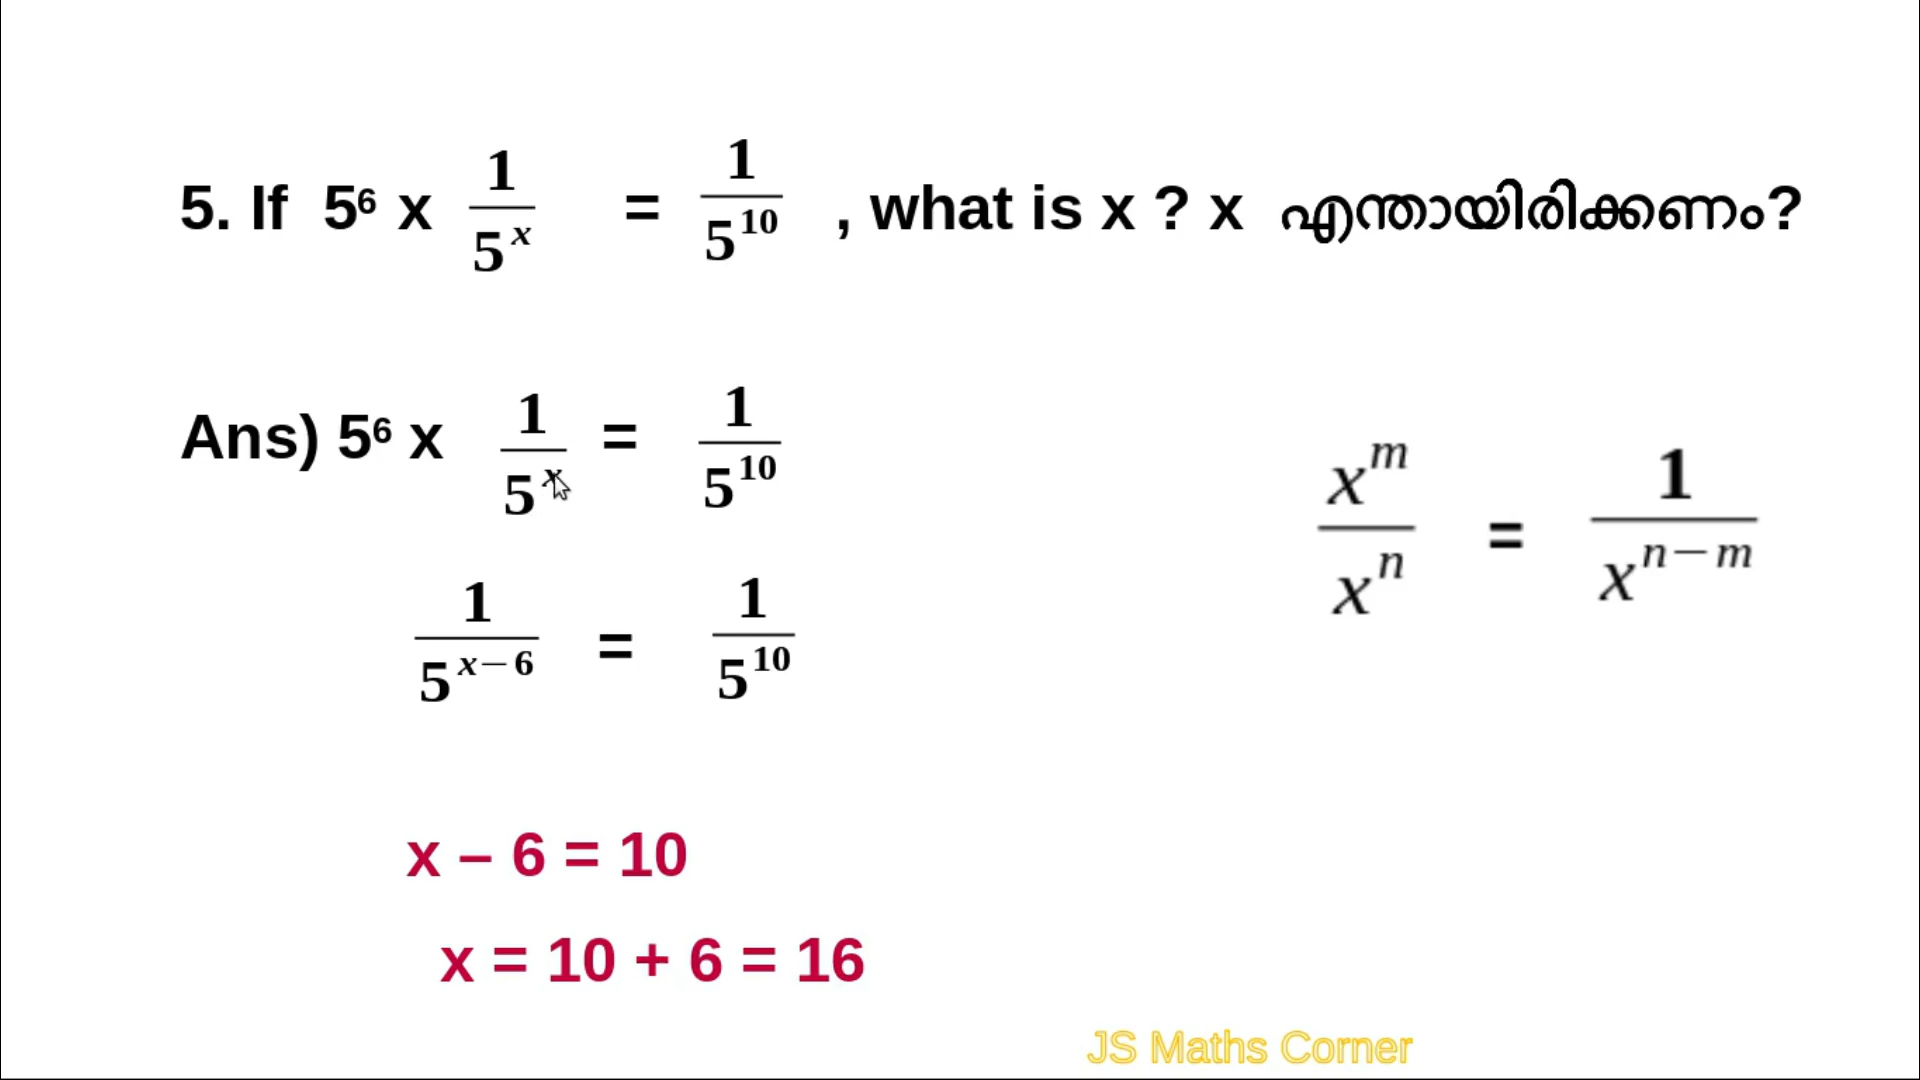 5. If 5⁶ x 1/5ˣ = 1/5¹⁰ , what is x ? x എന്തായിരിക്കണം?
Ans) 5⁶ x 1/5ˣ = 1/5¹⁰
xᵐ/xⁿ = 1/xⁿ⁻ᵐ
1/5ˣ⁻⁶ = 1/5¹⁰
x – 6 = 10
x = 10 + 6 = 16
JS Maths Corner